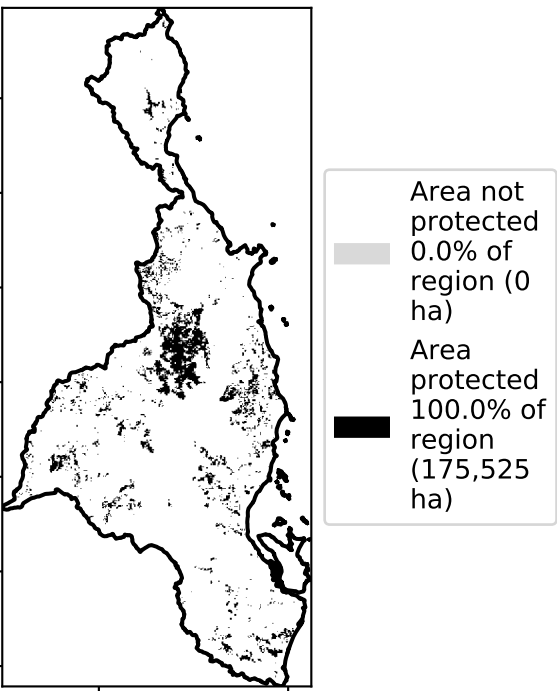 Area not
protected
0.0% of
region (0
ha)
Area
protected
100.0% of
region
(175,525
ha)